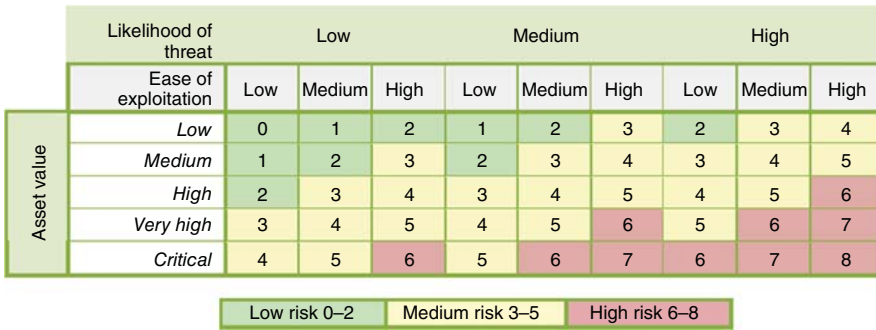 Likelihood of threat Low Medium High
Ease of exploitation Low Medium High Low Medium High Low Medium High
Asset value
Low 0 1 2 1 2 3 2 3 4
Medium 1 2 3 2 3 4 3 4 5
High 2 3 4 3 4 5 4 5 6
Very high 3 4 5 4 5 6 5 6 7
Critical 4 5 6 5 6 7 6 7 8
Low risk 0–2 Medium risk 3–5 High risk 6–8